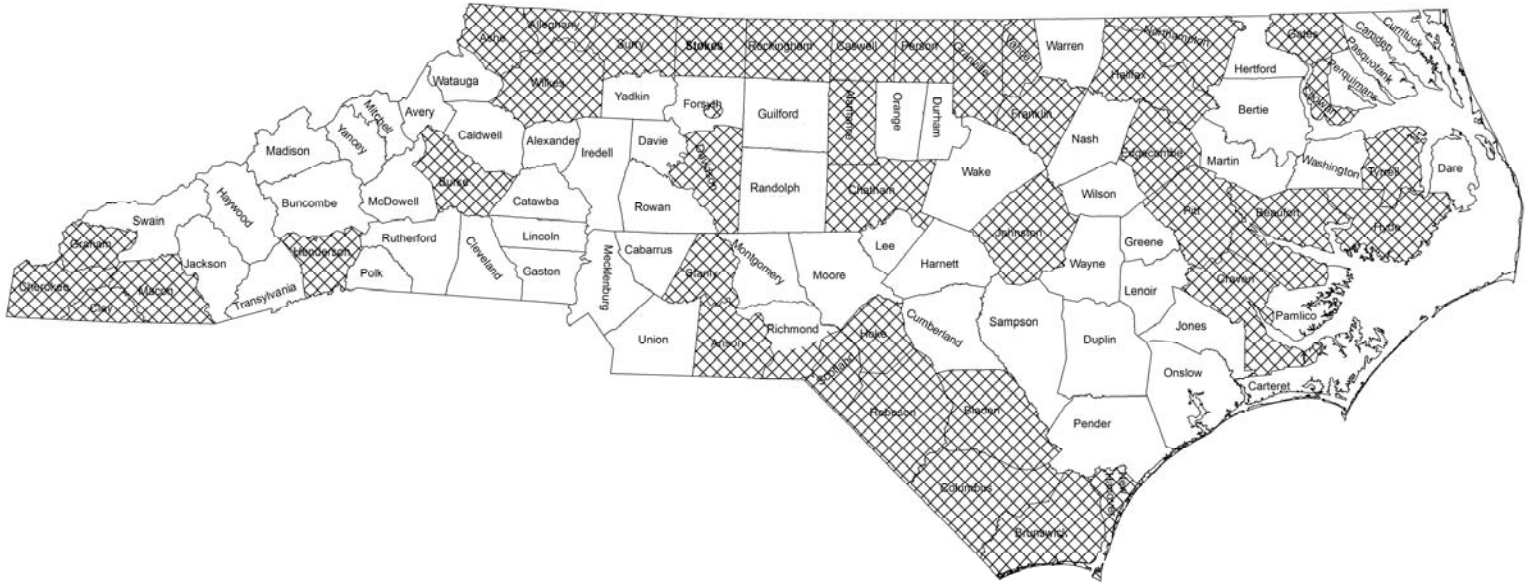 Ashe
Alleghany
Surry
Stokes
Rockingham
Caswell
Person
Granville
Vance
Warren
Northampton
Gates
Camden
Currituck
Pasquotank
Perquimans
Chowan
Hertford
Halifax
Bertie
Watauga
Wilkes
Yadkin
Forsyth
Guilford
Alamance
Orange
Durham
Franklin
Nash
Edgecombe
Martin
Washington
Tyrrell
Dare
Mitchell
Avery
Yancey
Madison
Caldwell
Alexander
Iredell
Davie
Davidson
Randolph
Chatham
Wake
Wilson
Pitt
Beaufort
Hyde
Haywood
Buncombe
McDowell
Burke
Catawba
Rowan
Swain
Graham
Jackson
Henderson
Rutherford
Polk
Cleveland
Lincoln
Gaston
Mecklenburg
Cabarrus
Stanly
Montgomery
Moore
Lee
Harnett
Johnston
Wayne
Greene
Lenoir
Craven
Pamlico
Cherokee
Clay
Macon
Transylvania
Union
Anson
Richmond
Scotland
Hoke
Cumberland
Sampson
Duplin
Jones
Onslow
Carteret
Robeson
Bladen
Pender
Columbus
Brunswick
New
Hanover